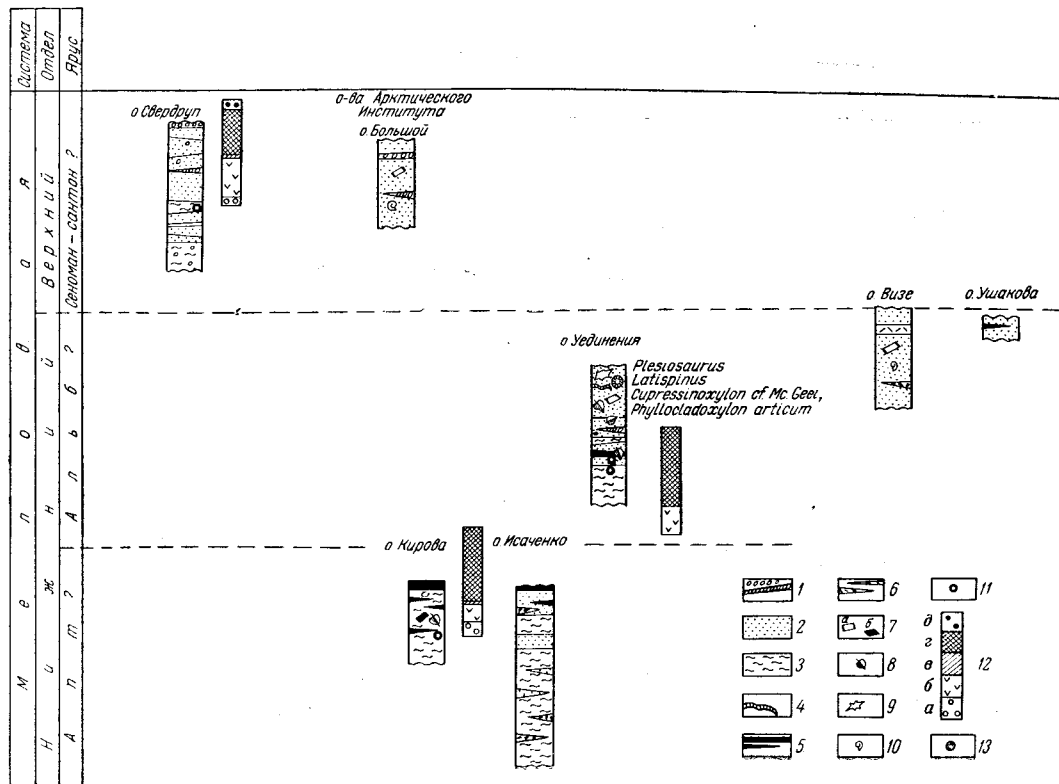 Система
Отдел
Ярус
Меловая
Верхний
Сеноман-сантон ?
Нижний
Альб ?
Апт ?
о Свердруп
о-ва Арктического
Института
о. Большой
о Визе
о. Ушакова
о Уединения
Plesiosaurus
Latispinus
Cupressinoxylon cf Mc. Geei,
Phyllocladoxylon articum
о Кирова
о. Исаченко
1
2
3
4
5
6
а б 7
8
9
10
11
д
г
в 12
б
а
13